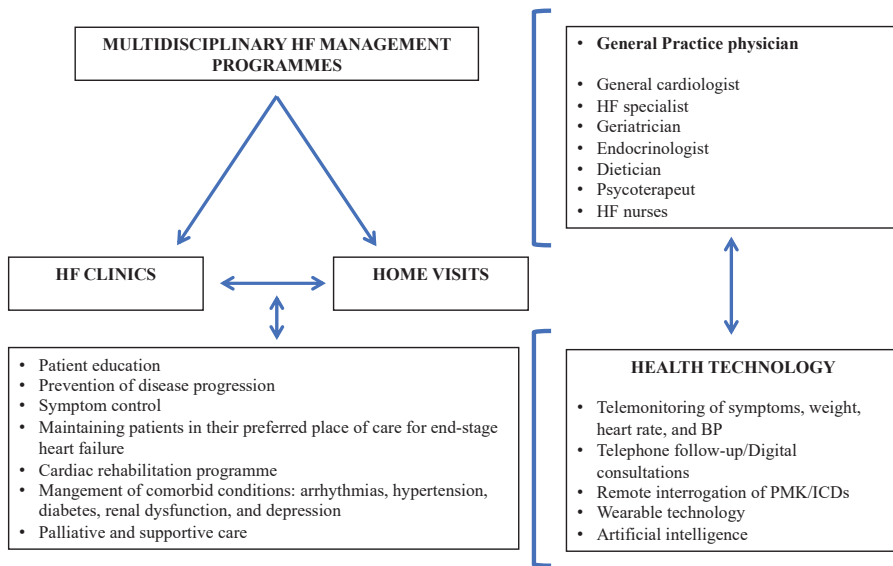 MULTIDISCIPLINARY HF MANAGEMENT
PROGRAMMES
• General Practice physician
• General cardiologist
• HF specialist
• Geriatrician
• Endocrinologist
• Dietician
• Psycoterapeut
• HF nurses
HF CLINICS
HOME VISITS
• Patient education
• Prevention of disease progression
• Symptom control
• Maintaining patients in their preferred place of care for end-stage
heart failure
• Cardiac rehabilitation programme
• Mangement of comorbid conditions: arrhythmias, hypertension,
diabetes, renal dysfunction, and depression
• Palliative and supportive care
HEALTH TECHNOLOGY
• Telemonitoring of symptoms, weight,
heart rate, and BP
• Telephone follow-up/Digital
consultations
• Remote interrogation of PMK/ICDs
• Wearable technology
• Artificial intelligence